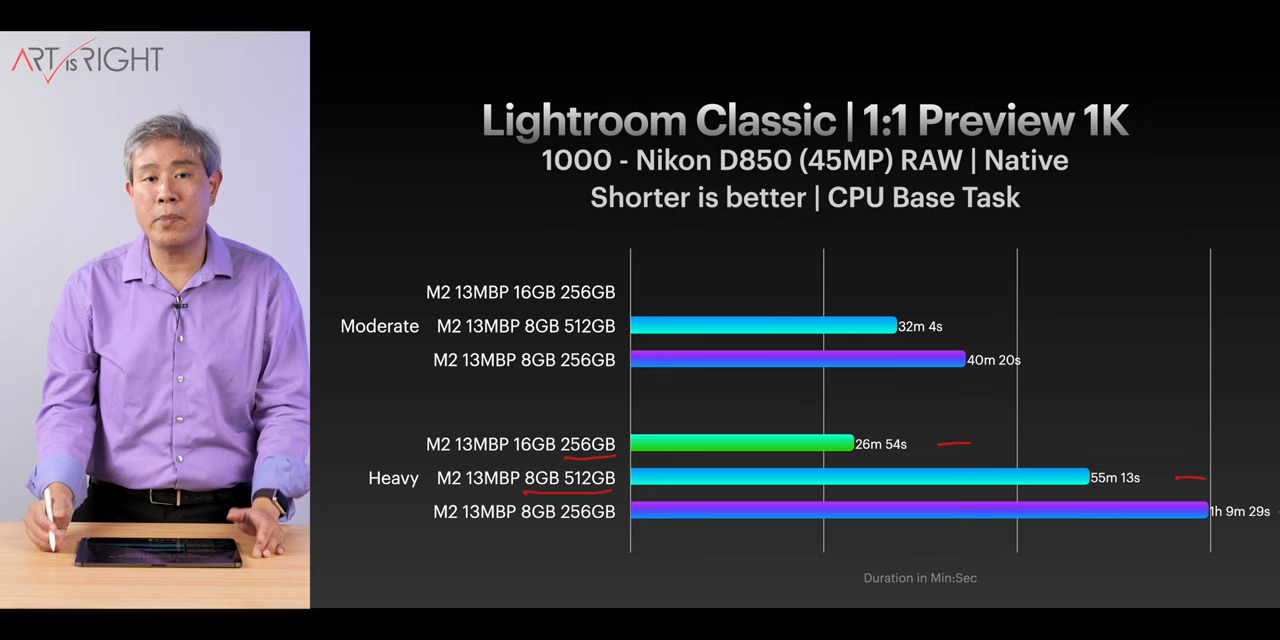 ART IS RIGHT
Lightroom Classic | 1:1 Preview 1K
1000 - Nikon D850 (45MP) RAW | Native
Shorter is better | CPU Base Task
M2 13MBP 16GB 256GB
Moderate M2 13MBP 8GB 512GB 32m 4s
M2 13MBP 8GB 256GB 40m 20s
M2 13MBP 16GB 256GB 26m 54s
Heavy M2 13MBP 8GB 512GB 55m 13s
M2 13MBP 8GB 256GB 1h 9m 29s
Duration in Min:Sec